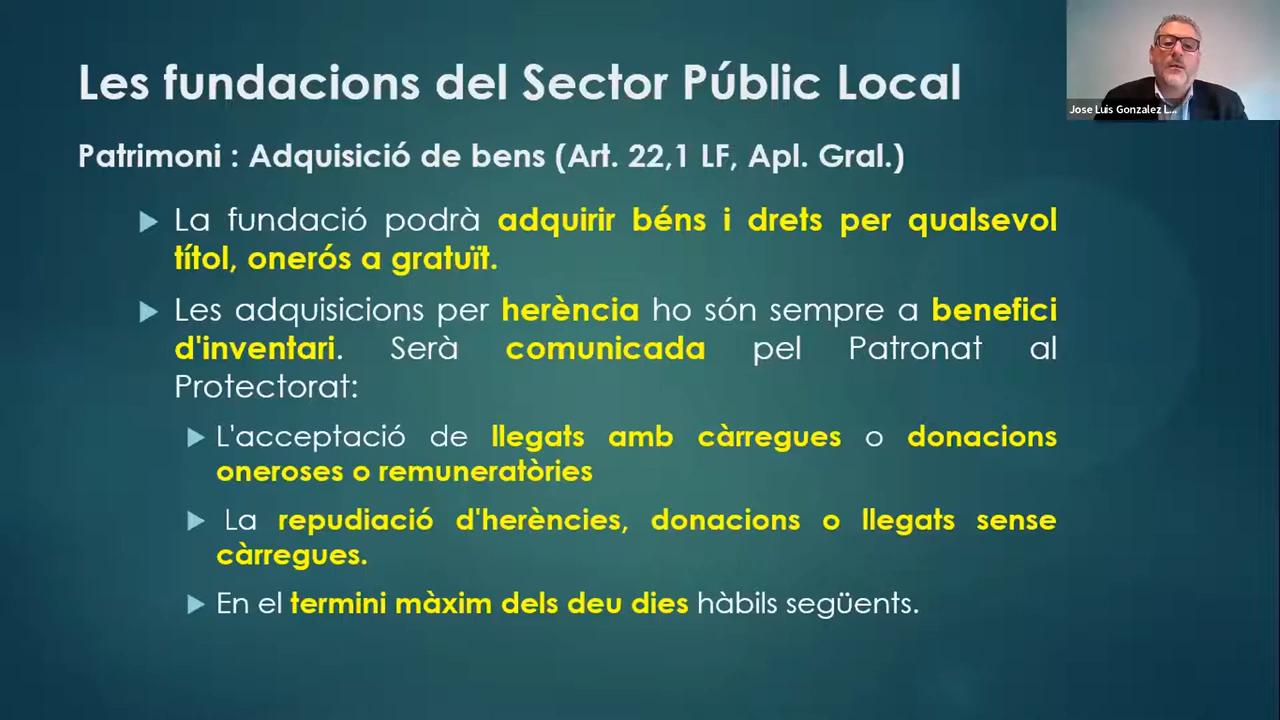 Les fundacions del Sector Públic Local
Jose Luis Gonzalez L...
Patrimoni : Adquisició de bens (Art. 22,1 LF, Apl. Gral.)
La fundació podrà adquirir béns i drets per qualsevol
títol, onerós a gratuït.
Les adquisicions per herència ho són sempre a benefici
d'inventari. Serà comunicada pel Patronat al
Protectorat:
L'acceptació de llegats amb càrregues o donacions
oneroses o remuneratòries
La repudiació d'herències, donacions o llegats sense
càrregues.
En el termini màxim dels deu dies hàbils següents.